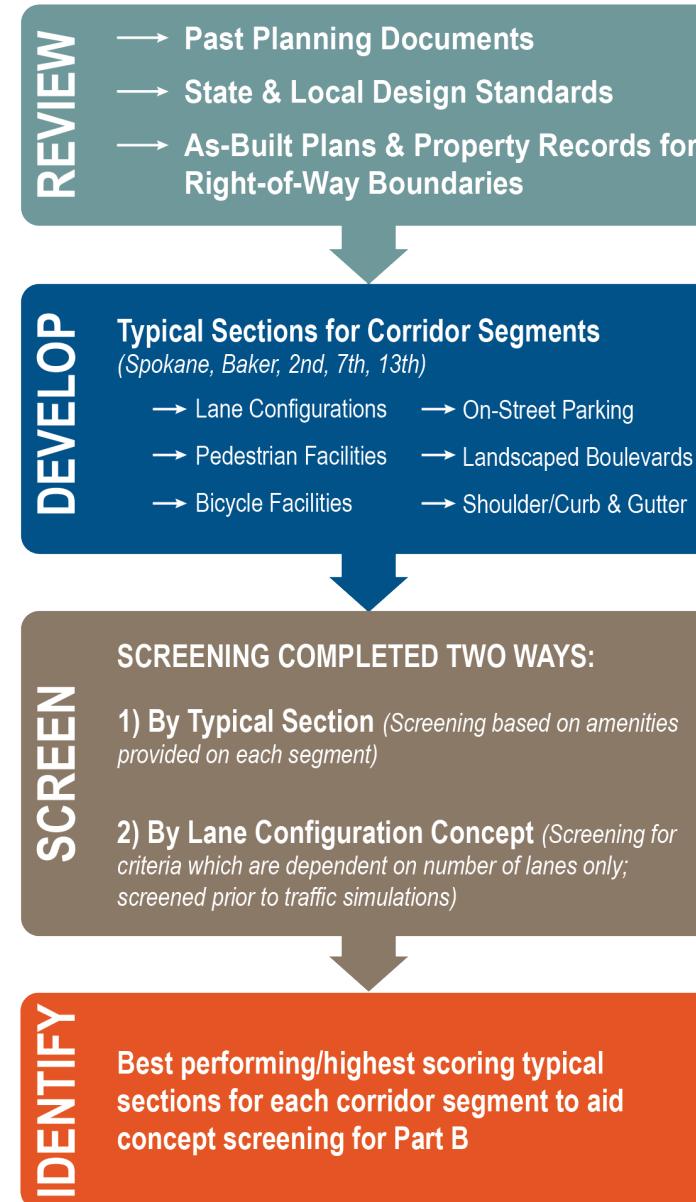 REVIEW
→ Past Planning Documents
→ State & Local Design Standards
→ As-Built Plans & Property Records for
Right-of-Way Boundaries
DEVELOP
Typical Sections for Corridor Segments
(Spokane, Baker, 2nd, 7th, 13th)
→ Lane Configurations → On-Street Parking
→ Pedestrian Facilities → Landscaped Boulevards
→ Bicycle Facilities → Shoulder/Curb & Gutter
SCREEN
SCREENING COMPLETED TWO WAYS:
1) By Typical Section (Screening based on amenities
provided on each segment)
2) By Lane Configuration Concept (Screening for
criteria which are dependent on number of lanes only;
screened prior to traffic simulations)
IDENTIFY
Best performing/highest scoring typical
sections for each corridor segment to aid
concept screening for Part B